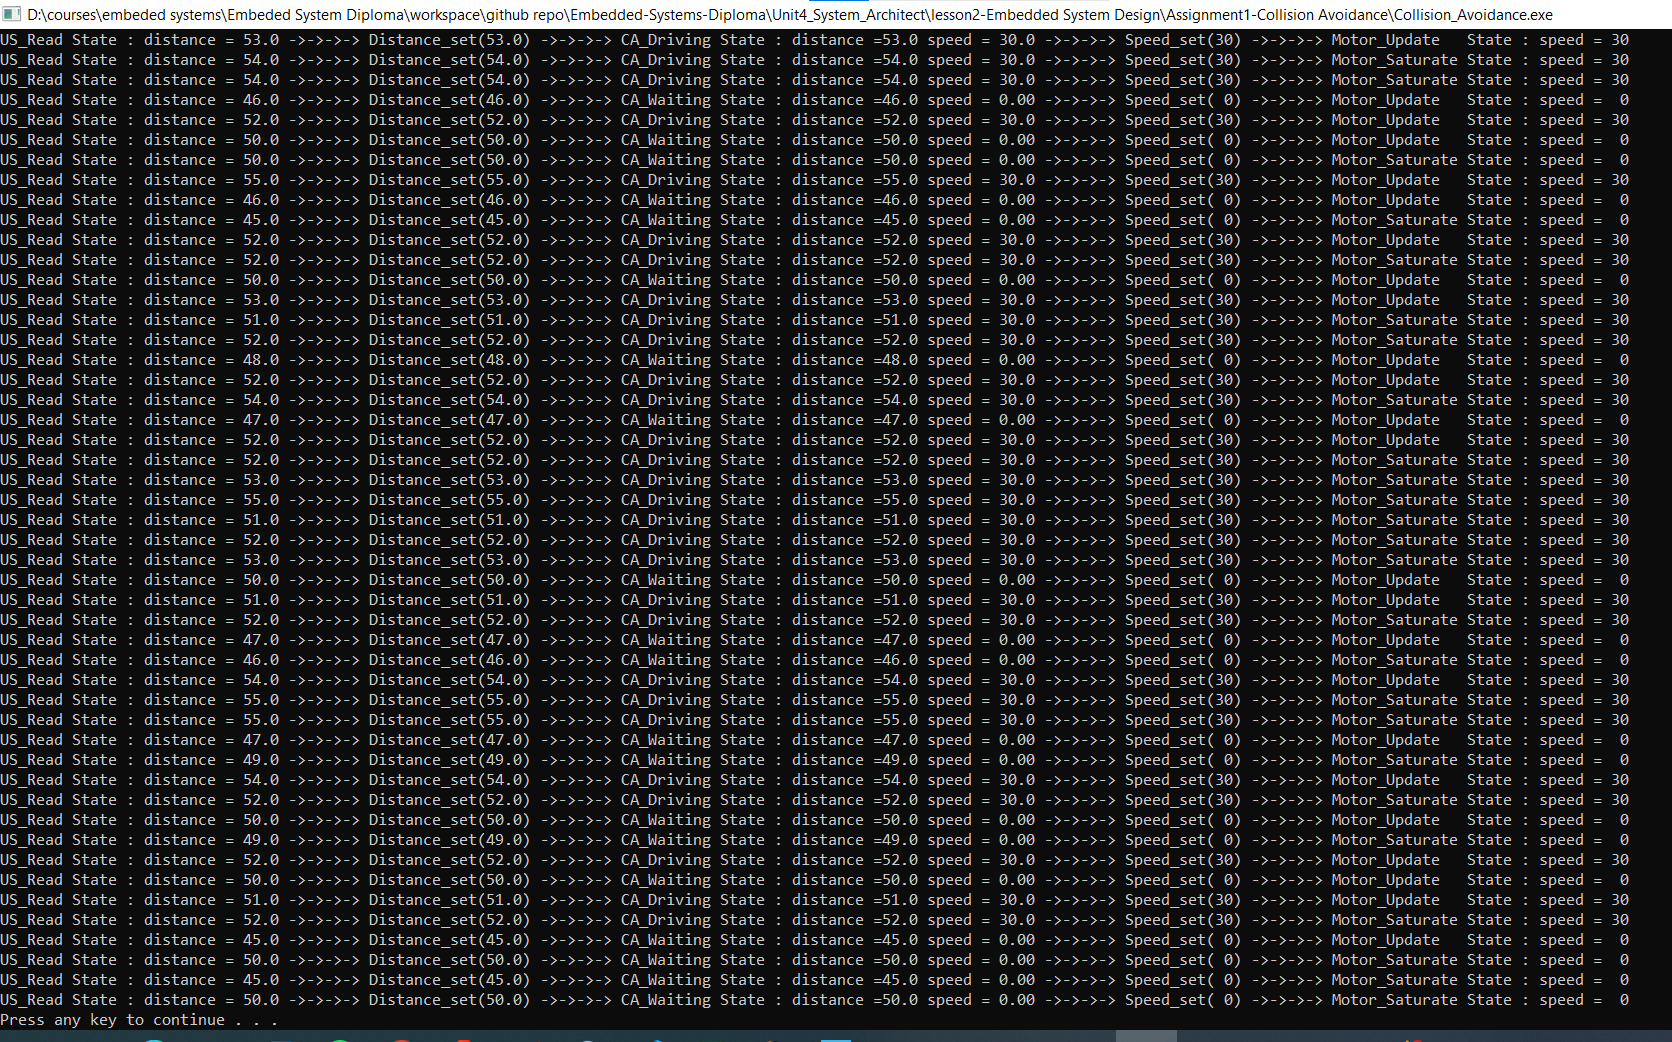 D:\courses\embeded systems\Embeded System Diploma\workspace\github repo\Embedded-Systems-Diploma\Unit4_System_Architect\lesson2-Embedded System Design\Assignment1-Collision Avoidance\Collision_Avoidance.exe
US_Read State : distance = 53.0 ->->->-> Distance_set(53.0) ->->->-> CA_Driving State : distance =53.0 speed = 30.0 ->->->-> Speed_set(30) ->->->-> Motor_Update   State : speed = 30
US_Read State : distance = 54.0 ->->->-> Distance_set(54.0) ->->->-> CA_Driving State : distance =54.0 speed = 30.0 ->->->-> Speed_set(30) ->->->-> Motor_Saturate State : speed = 30
US_Read State : distance = 54.0 ->->->-> Distance_set(54.0) ->->->-> CA_Driving State : distance =54.0 speed = 30.0 ->->->-> Speed_set(30) ->->->-> Motor_Saturate State : speed = 30
US_Read State : distance = 46.0 ->->->-> Distance_set(46.0) ->->->-> CA_Waiting State : distance =46.0 speed = 0.00 ->->->-> Speed_set( 0) ->->->-> Motor_Update   State : speed =  0
US_Read State : distance = 52.0 ->->->-> Distance_set(52.0) ->->->-> CA_Driving State : distance =52.0 speed = 30.0 ->->->-> Speed_set(30) ->->->-> Motor_Update   State : speed = 30
US_Read State : distance = 50.0 ->->->-> Distance_set(50.0) ->->->-> CA_Waiting State : distance =50.0 speed = 0.00 ->->->-> Speed_set( 0) ->->->-> Motor_Update   State : speed =  0
US_Read State : distance = 50.0 ->->->-> Distance_set(50.0) ->->->-> CA_Waiting State : distance =50.0 speed = 0.00 ->->->-> Speed_set( 0) ->->->-> Motor_Saturate State : speed =  0
US_Read State : distance = 55.0 ->->->-> Distance_set(55.0) ->->->-> CA_Driving State : distance =55.0 speed = 30.0 ->->->-> Speed_set(30) ->->->-> Motor_Update   State : speed = 30
US_Read State : distance = 46.0 ->->->-> Distance_set(46.0) ->->->-> CA_Waiting State : distance =46.0 speed = 0.00 ->->->-> Speed_set( 0) ->->->-> Motor_Update   State : speed =  0
US_Read State : distance = 45.0 ->->->-> Distance_set(45.0) ->->->-> CA_Waiting State : distance =45.0 speed = 0.00 ->->->-> Speed_set( 0) ->->->-> Motor_Saturate State : speed =  0
US_Read State : distance = 52.0 ->->->-> Distance_set(52.0) ->->->-> CA_Driving State : distance =52.0 speed = 30.0 ->->->-> Speed_set(30) ->->->-> Motor_Update   State : speed = 30
US_Read State : distance = 52.0 ->->->-> Distance_set(52.0) ->->->-> CA_Driving State : distance =52.0 speed = 30.0 ->->->-> Speed_set(30) ->->->-> Motor_Saturate State : speed = 30
US_Read State : distance = 50.0 ->->->-> Distance_set(50.0) ->->->-> CA_Waiting State : distance =50.0 speed = 0.00 ->->->-> Speed_set( 0) ->->->-> Motor_Update   State : speed =  0
US_Read State : distance = 53.0 ->->->-> Distance_set(53.0) ->->->-> CA_Driving State : distance =53.0 speed = 30.0 ->->->-> Speed_set(30) ->->->-> Motor_Update   State : speed = 30
US_Read State : distance = 51.0 ->->->-> Distance_set(51.0) ->->->-> CA_Driving State : distance =51.0 speed = 30.0 ->->->-> Speed_set(30) ->->->-> Motor_Saturate State : speed = 30
US_Read State : distance = 52.0 ->->->-> Distance_set(52.0) ->->->-> CA_Driving State : distance =52.0 speed = 30.0 ->->->-> Speed_set(30) ->->->-> Motor_Saturate State : speed = 30
US_Read State : distance = 48.0 ->->->-> Distance_set(48.0) ->->->-> CA_Waiting State : distance =48.0 speed = 0.00 ->->->-> Speed_set( 0) ->->->-> Motor_Update   State : speed =  0
US_Read State : distance = 52.0 ->->->-> Distance_set(52.0) ->->->-> CA_Driving State : distance =52.0 speed = 30.0 ->->->-> Speed_set(30) ->->->-> Motor_Update   State : speed = 30
US_Read State : distance = 54.0 ->->->-> Distance_set(54.0) ->->->-> CA_Driving State : distance =54.0 speed = 30.0 ->->->-> Speed_set(30) ->->->-> Motor_Saturate State : speed = 30
US_Read State : distance = 47.0 ->->->-> Distance_set(47.0) ->->->-> CA_Waiting State : distance =47.0 speed = 0.00 ->->->-> Speed_set( 0) ->->->-> Motor_Update   State : speed =  0
US_Read State : distance = 52.0 ->->->-> Distance_set(52.0) ->->->-> CA_Driving State : distance =52.0 speed = 30.0 ->->->-> Speed_set(30) ->->->-> Motor_Update   State : speed = 30
US_Read State : distance = 52.0 ->->->-> Distance_set(52.0) ->->->-> CA_Driving State : distance =52.0 speed = 30.0 ->->->-> Speed_set(30) ->->->-> Motor_Saturate State : speed = 30
US_Read State : distance = 53.0 ->->->-> Distance_set(53.0) ->->->-> CA_Driving State : distance =53.0 speed = 30.0 ->->->-> Speed_set(30) ->->->-> Motor_Saturate State : speed = 30
US_Read State : distance = 55.0 ->->->-> Distance_set(55.0) ->->->-> CA_Driving State : distance =55.0 speed = 30.0 ->->->-> Speed_set(30) ->->->-> Motor_Saturate State : speed = 30
US_Read State : distance = 51.0 ->->->-> Distance_set(51.0) ->->->-> CA_Driving State : distance =51.0 speed = 30.0 ->->->-> Speed_set(30) ->->->-> Motor_Saturate State : speed = 30
US_Read State : distance = 52.0 ->->->-> Distance_set(52.0) ->->->-> CA_Driving State : distance =52.0 speed = 30.0 ->->->-> Speed_set(30) ->->->-> Motor_Saturate State : speed = 30
US_Read State : distance = 53.0 ->->->-> Distance_set(53.0) ->->->-> CA_Driving State : distance =53.0 speed = 30.0 ->->->-> Speed_set(30) ->->->-> Motor_Saturate State : speed = 30
US_Read State : distance = 50.0 ->->->-> Distance_set(50.0) ->->->-> CA_Waiting State : distance =50.0 speed = 0.00 ->->->-> Speed_set( 0) ->->->-> Motor_Update   State : speed =  0
US_Read State : distance = 51.0 ->->->-> Distance_set(51.0) ->->->-> CA_Driving State : distance =51.0 speed = 30.0 ->->->-> Speed_set(30) ->->->-> Motor_Update   State : speed = 30
US_Read State : distance = 52.0 ->->->-> Distance_set(52.0) ->->->-> CA_Driving State : distance =52.0 speed = 30.0 ->->->-> Speed_set(30) ->->->-> Motor_Saturate State : speed = 30
US_Read State : distance = 47.0 ->->->-> Distance_set(47.0) ->->->-> CA_Waiting State : distance =47.0 speed = 0.00 ->->->-> Speed_set( 0) ->->->-> Motor_Update   State : speed =  0
US_Read State : distance = 46.0 ->->->-> Distance_set(46.0) ->->->-> CA_Waiting State : distance =46.0 speed = 0.00 ->->->-> Speed_set( 0) ->->->-> Motor_Saturate State : speed =  0
US_Read State : distance = 54.0 ->->->-> Distance_set(54.0) ->->->-> CA_Driving State : distance =54.0 speed = 30.0 ->->->-> Speed_set(30) ->->->-> Motor_Update   State : speed = 30
US_Read State : distance = 55.0 ->->->-> Distance_set(55.0) ->->->-> CA_Driving State : distance =55.0 speed = 30.0 ->->->-> Speed_set(30) ->->->-> Motor_Saturate State : speed = 30
US_Read State : distance = 55.0 ->->->-> Distance_set(55.0) ->->->-> CA_Driving State : distance =55.0 speed = 30.0 ->->->-> Speed_set(30) ->->->-> Motor_Saturate State : speed = 30
US_Read State : distance = 47.0 ->->->-> Distance_set(47.0) ->->->-> CA_Waiting State : distance =47.0 speed = 0.00 ->->->-> Speed_set( 0) ->->->-> Motor_Update   State : speed =  0
US_Read State : distance = 49.0 ->->->-> Distance_set(49.0) ->->->-> CA_Waiting State : distance =49.0 speed = 0.00 ->->->-> Speed_set( 0) ->->->-> Motor_Saturate State : speed =  0
US_Read State : distance = 54.0 ->->->-> Distance_set(54.0) ->->->-> CA_Driving State : distance =54.0 speed = 30.0 ->->->-> Speed_set(30) ->->->-> Motor_Update   State : speed = 30
US_Read State : distance = 52.0 ->->->-> Distance_set(52.0) ->->->-> CA_Driving State : distance =52.0 speed = 30.0 ->->->-> Speed_set(30) ->->->-> Motor_Saturate State : speed = 30
US_Read State : distance = 50.0 ->->->-> Distance_set(50.0) ->->->-> CA_Waiting State : distance =50.0 speed = 0.00 ->->->-> Speed_set( 0) ->->->-> Motor_Update   State : speed =  0
US_Read State : distance = 49.0 ->->->-> Distance_set(49.0) ->->->-> CA_Waiting State : distance =49.0 speed = 0.00 ->->->-> Speed_set( 0) ->->->-> Motor_Saturate State : speed =  0
US_Read State : distance = 52.0 ->->->-> Distance_set(52.0) ->->->-> CA_Driving State : distance =52.0 speed = 30.0 ->->->-> Speed_set(30) ->->->-> Motor_Update   State : speed = 30
US_Read State : distance = 50.0 ->->->-> Distance_set(50.0) ->->->-> CA_Waiting State : distance =50.0 speed = 0.00 ->->->-> Speed_set( 0) ->->->-> Motor_Update   State : speed =  0
US_Read State : distance = 51.0 ->->->-> Distance_set(51.0) ->->->-> CA_Driving State : distance =51.0 speed = 30.0 ->->->-> Speed_set(30) ->->->-> Motor_Update   State : speed = 30
US_Read State : distance = 52.0 ->->->-> Distance_set(52.0) ->->->-> CA_Driving State : distance =52.0 speed = 30.0 ->->->-> Speed_set(30) ->->->-> Motor_Saturate State : speed = 30
US_Read State : distance = 45.0 ->->->-> Distance_set(45.0) ->->->-> CA_Waiting State : distance =45.0 speed = 0.00 ->->->-> Speed_set( 0) ->->->-> Motor_Update   State : speed =  0
US_Read State : distance = 50.0 ->->->-> Distance_set(50.0) ->->->-> CA_Waiting State : distance =50.0 speed = 0.00 ->->->-> Speed_set( 0) ->->->-> Motor_Saturate State : speed =  0
US_Read State : distance = 45.0 ->->->-> Distance_set(45.0) ->->->-> CA_Waiting State : distance =45.0 speed = 0.00 ->->->-> Speed_set( 0) ->->->-> Motor_Saturate State : speed =  0
US_Read State : distance = 50.0 ->->->-> Distance_set(50.0) ->->->-> CA_Waiting State : distance =50.0 speed = 0.00 ->->->-> Speed_set( 0) ->->->-> Motor_Saturate State : speed =  0
Press any key to continue . . .